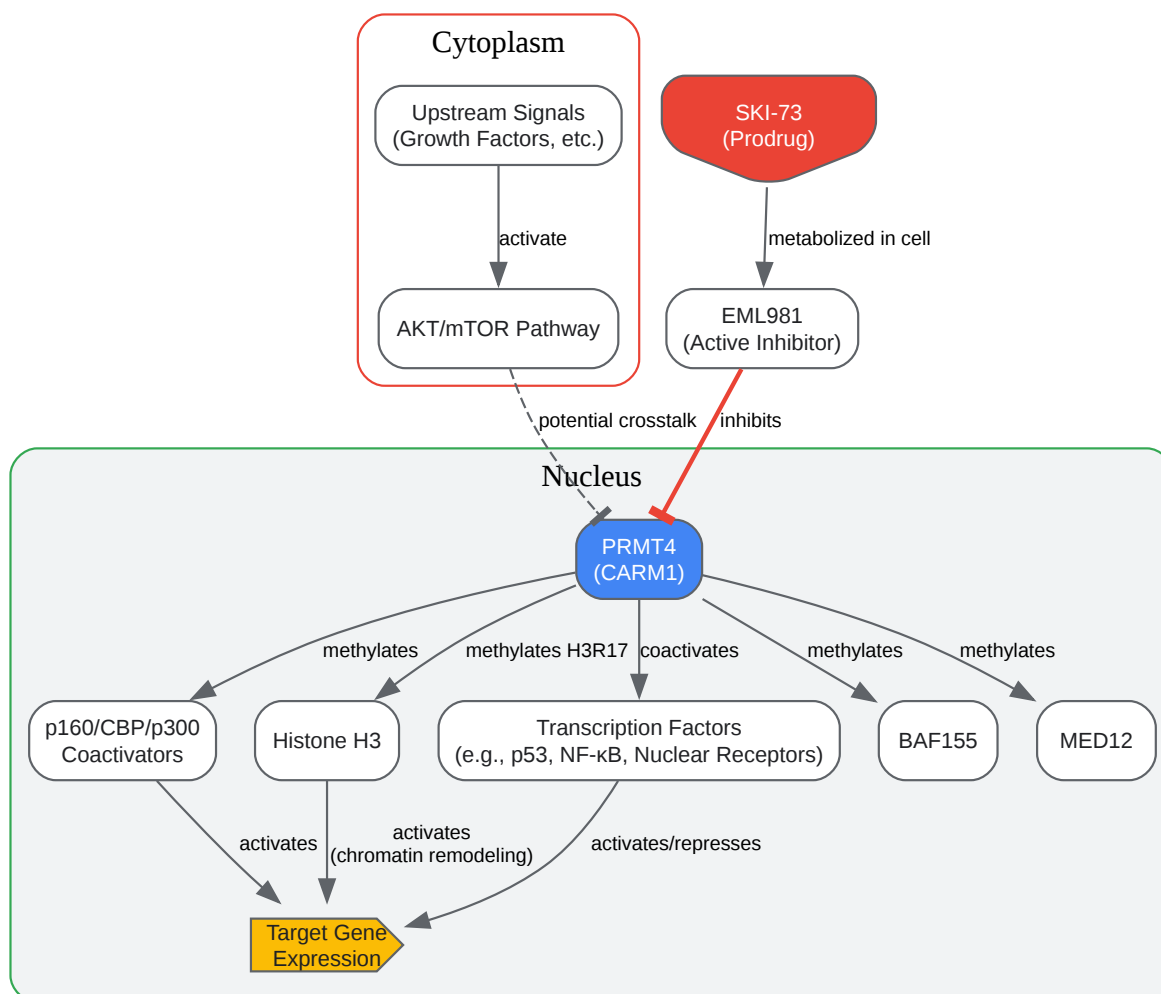 Cytoplasm
Upstream Signals
(Growth Factors, etc.)
SKI-73
(Prodrug)
activate
metabolized in cell
AKT/mTOR Pathway
EML981
(Active Inhibitor)
potential crosstalk
inhibits
Nucleus
PRMT4
(CARM1)
methylates
methylates H3R17
coactivates
methylates
methylates
p160/CBP/p300
Coactivators
Histone H3
Transcription Factors
(e.g., p53, NF-κB, Nuclear Receptors)
BAF155
MED12
activates
activates
(chromatin remodeling)
activates/represses
Target Gene
Expression